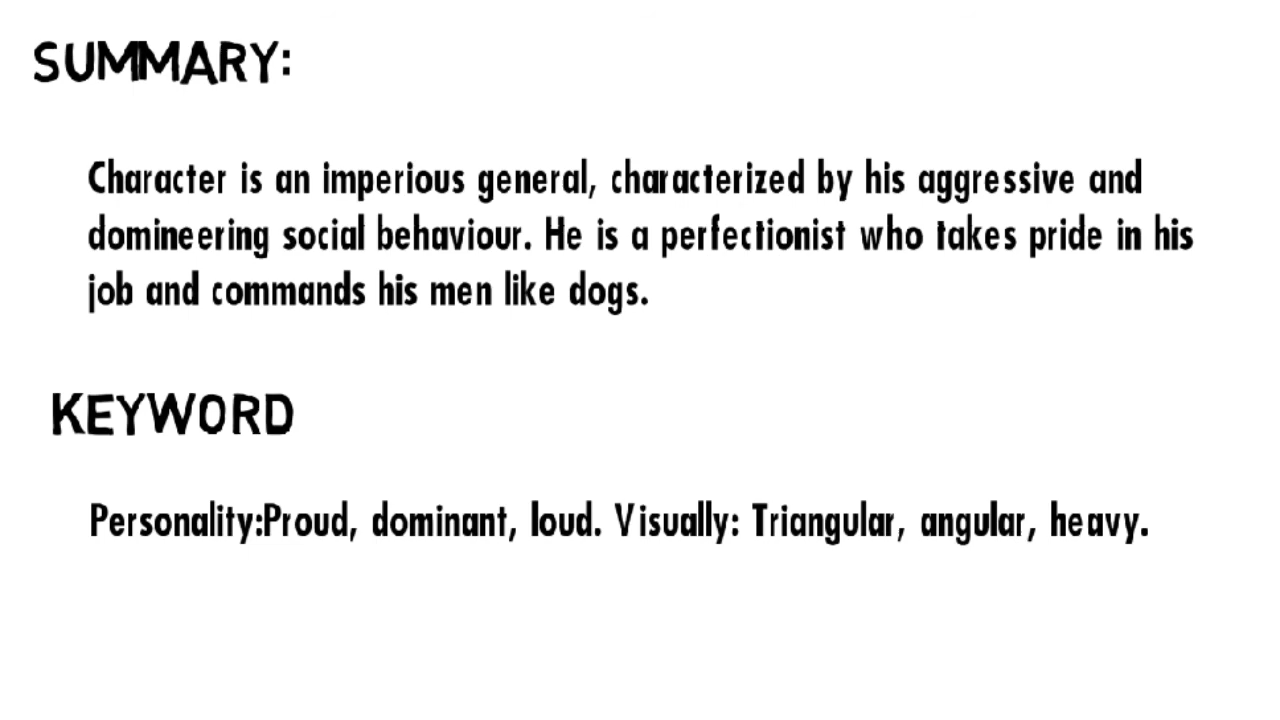 SUMMARY:
Character is an imperious general, characterized by his aggressive and
domineering social behaviour. He is a perfectionist who takes pride in his
job and commands his men like dogs.
KEYWORD
Personality:Proud, dominant, loud. Visually: Triangular, angular, heavy.